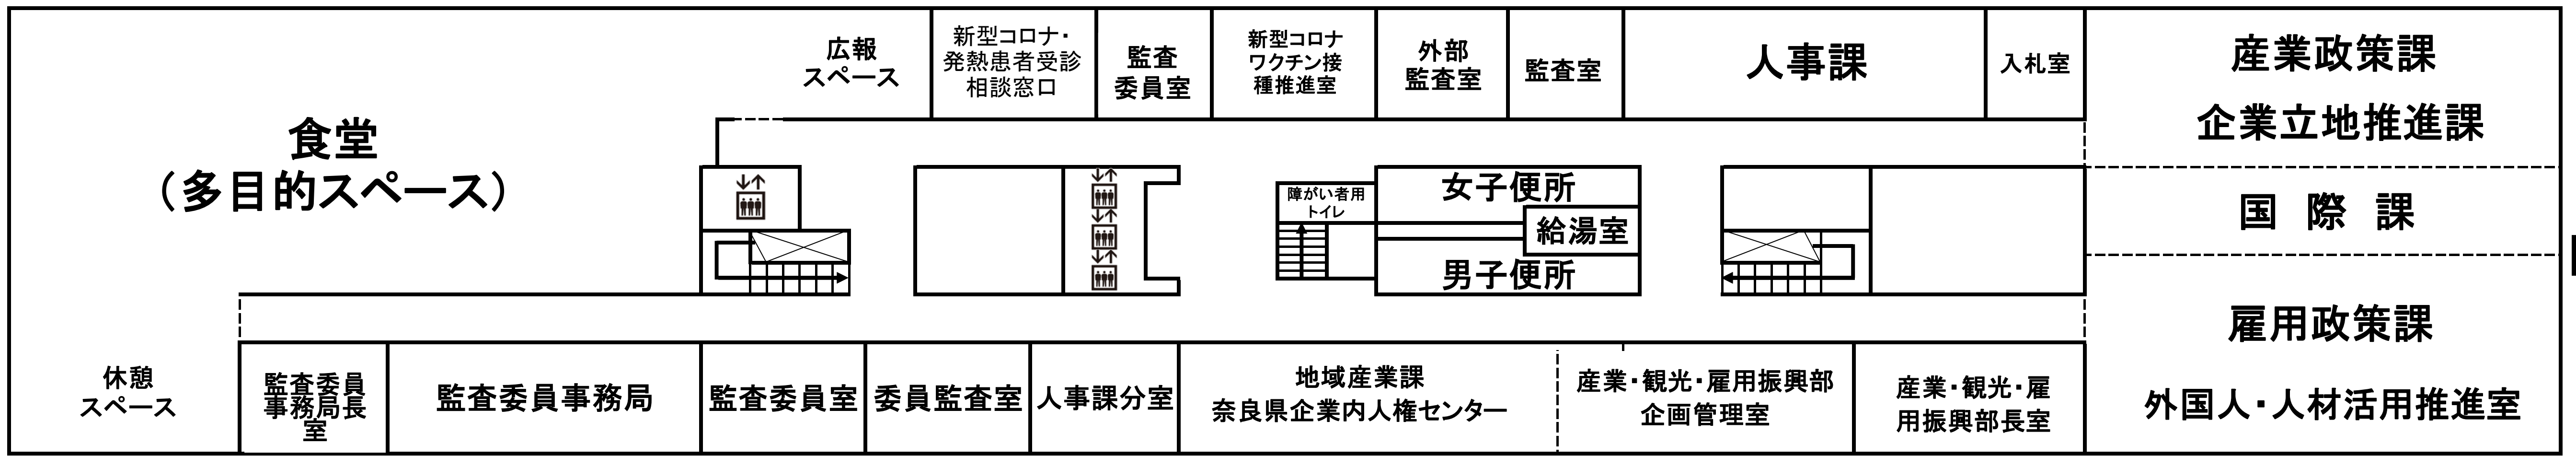 食堂
（多目的スペース）
広報
スペース
新型コロナ・
発熱患者受診
相談窓口
監査
委員室
新型コロナ
ワクチン接
種推進室
外部
監査室
監査室
人事課
入札室
産業政策課
企業立地推進課
国 際 課
雇用政策課
外国人・人材活用推進室
障がい者用
トイレ
女子便所
給湯室
男子便所
休憩
スペース
監査委員
事務局長
室
監査委員事務局
監査委員室
委員監査室
人事課分室
地域産業課
奈良県企業内人権センター
産業・観光・雇用振興部
企画管理室
産業・観光・雇
用振興部長室